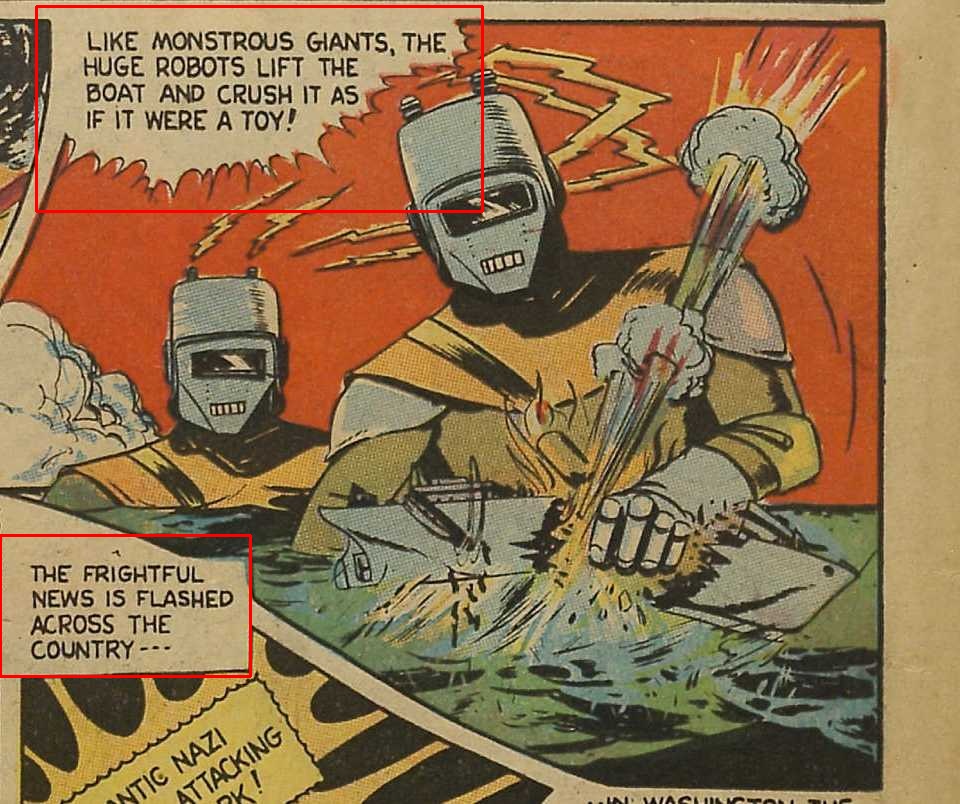 LIKE MONSTROUS GIANTS, THE
HUGE ROBOTS LIFT THE
BOAT AND CRUSH IT AS
IF IT WERE A TOY!
THE FRIGHTFUL
NEWS IS FLASHED
ACROSS THE
COUNTRY---
NAZI
ATTACKING
WASHINGTON THE